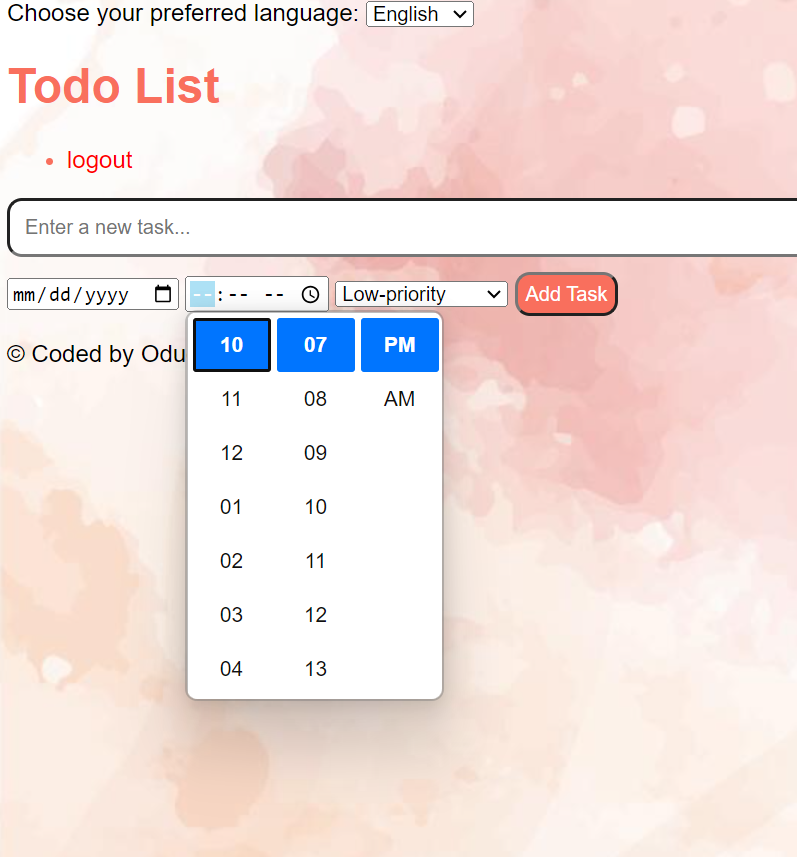 Choose your preferred language: English
Todo List
logout
Enter a new task...
mm/dd/yyyy --:-- -- Low-priority Add Task
© Coded by Odu
10 07 PM
11 08 AM
12 09
01 10
02 11
03 12
04 13